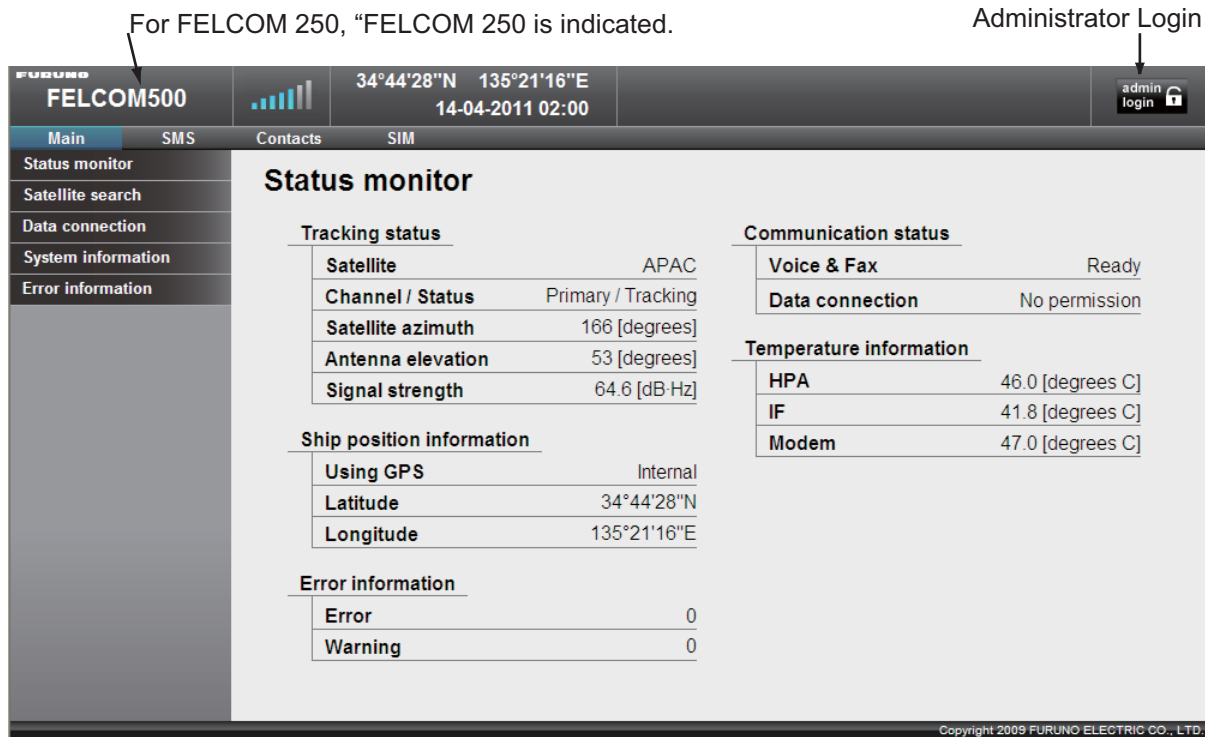 For FELCOM 250, “FELCOM 250 is indicated.
Administrator Login
FURUNO
FELCOM500
34°44'28"N 135°21'16"E
14-04-2011 02:00
admin
login
Main SMS Contacts SIM
Status monitor
Satellite search
Data connection
System information
Error information
Status monitor
Tracking status
Satellite APAC
Channel / Status Primary / Tracking
Satellite azimuth 166 [degrees]
Antenna elevation 53 [degrees]
Signal strength 64.6 [dB·Hz]
Ship position information
Using GPS Internal
Latitude 34°44'28"N
Longitude 135°21'16"E
Error information
Error 0
Warning 0
Communication status
Voice & Fax Ready
Data connection No permission
Temperature information
HPA 46.0 [degrees C]
IF 41.8 [degrees C]
Modem 47.0 [degrees C]
Copyright 2009 FURUNO ELECTRIC CO., LTD.